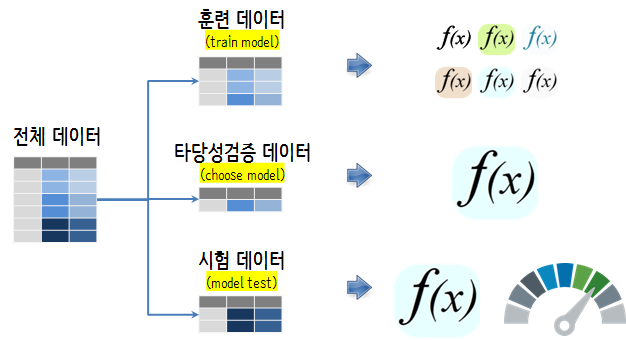 훈련 데이터
(train model)
f(x) f(x) f(x)
f(x) f(x) f(x)
전체 데이터
타당성검증 데이터
(choose model)
f(x)
시험 데이터
(model test)
f(x)